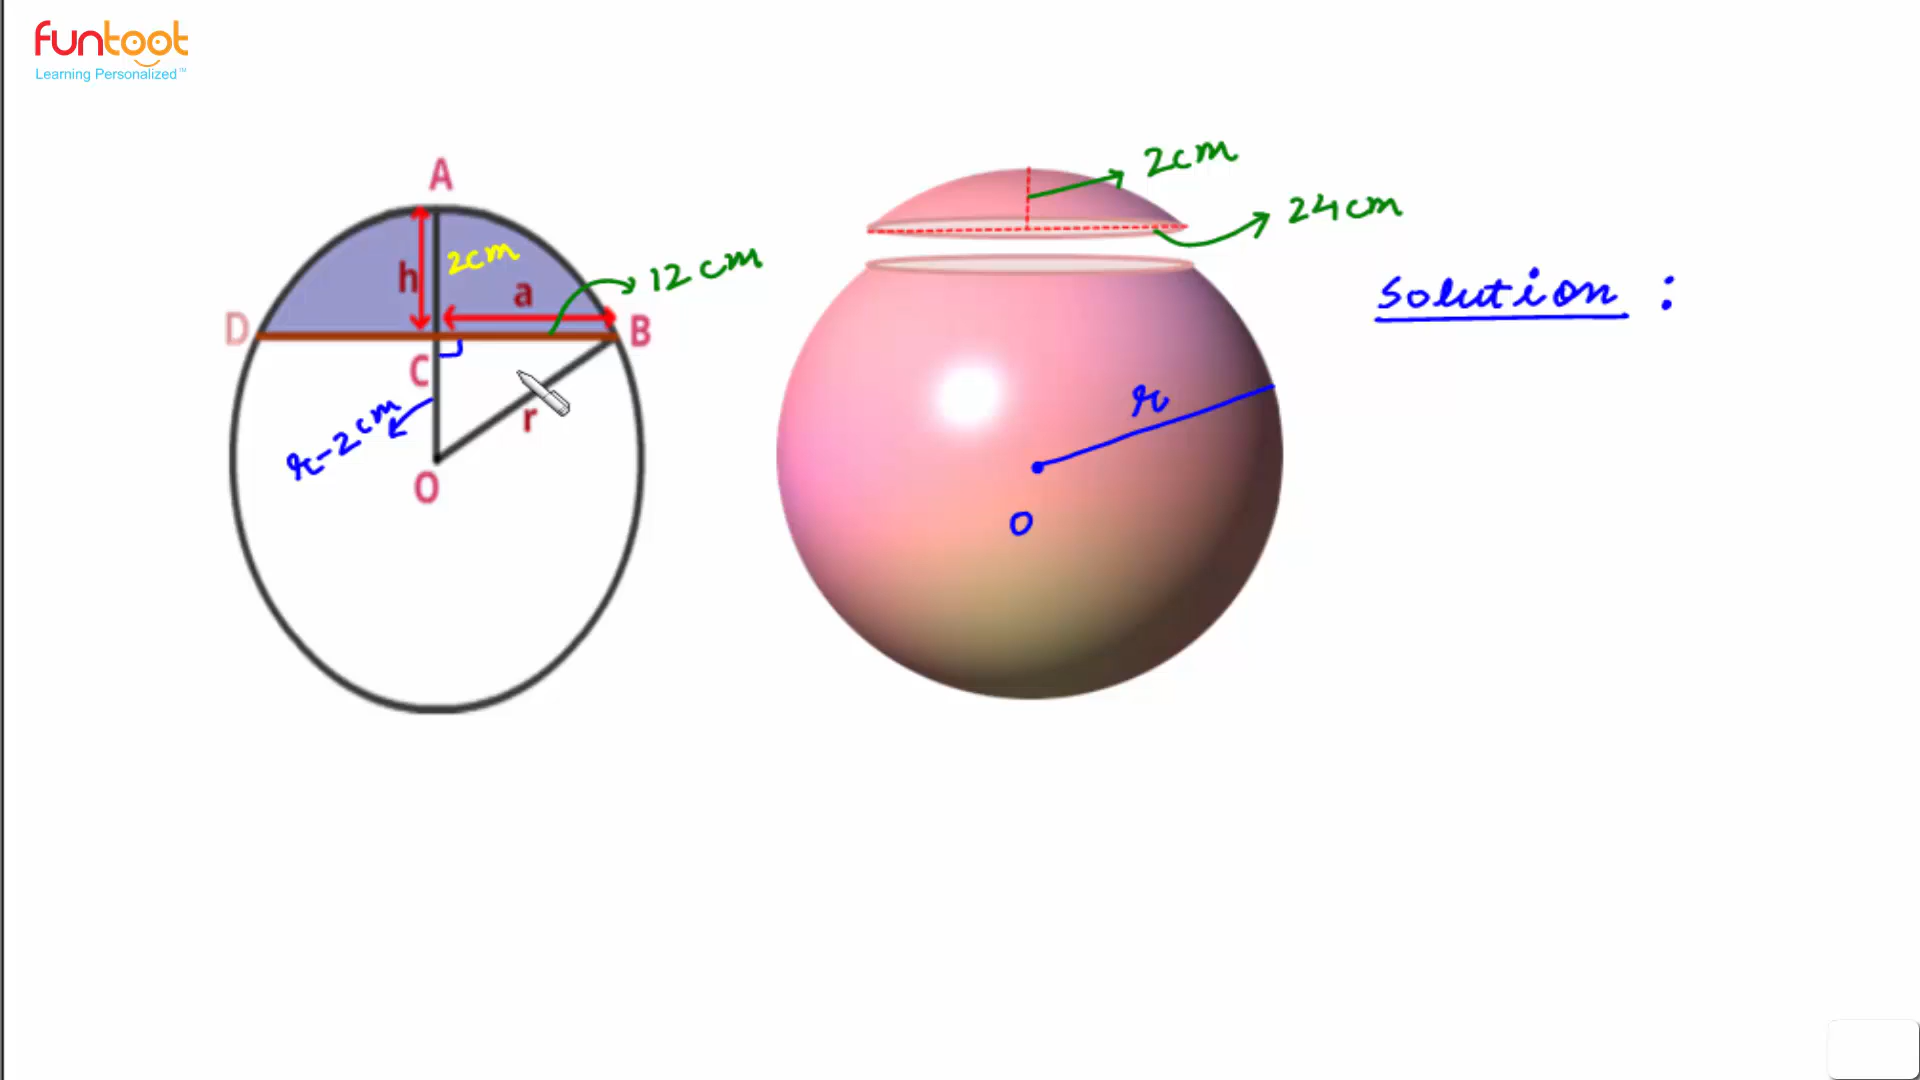 funtoot
Learning Personalized™
A
h
2cm
a
12 cm
D
B
C
r-2cm
r
O
2cm
24cm
r
O
Solution :